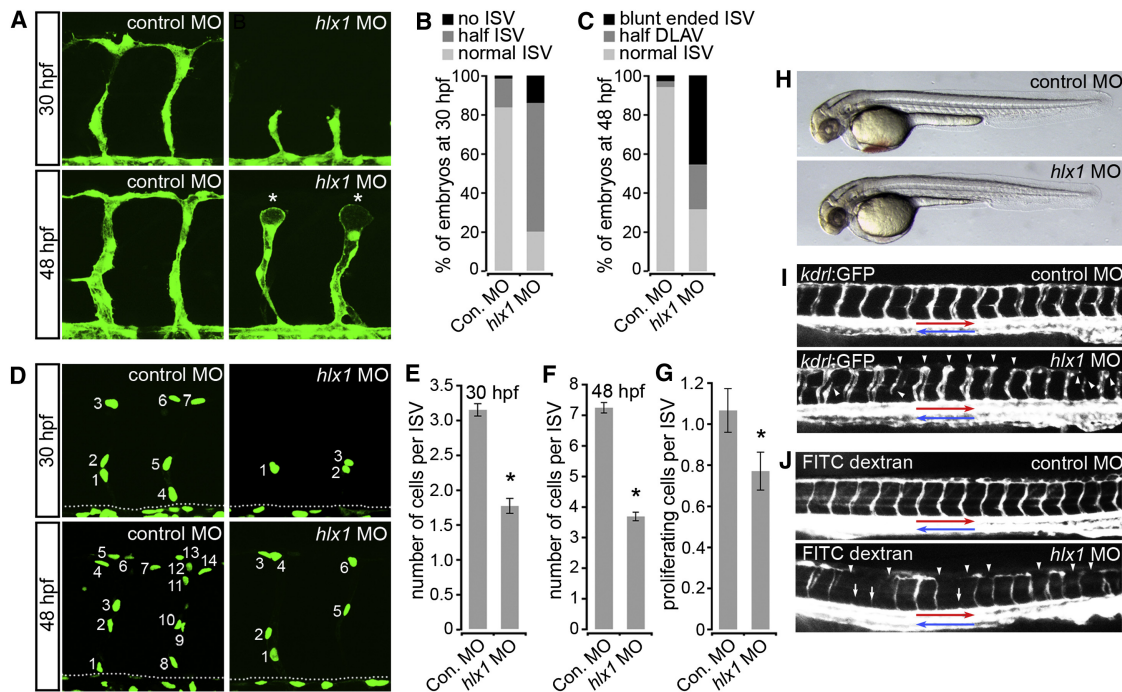 A
control MO
B
hlx1 MO
30 hpf
control MO
hlx1 MO
* *
48 hpf
B
no ISV
half ISV
normal ISV
% of embryos at 30 hpf
100
80
60
40
20
0
Con. MO
hlx1 MO
C
blunt ended ISV
half DLAV
normal ISV
% of embryos at 48 hpf
100
80
60
40
20
0
Con. MO
hlx1 MO
D
control MO
hlx1 MO
30 hpf
3 6 7
2 5
1 4
3
1 2
control MO
hlx1 MO
48 hpf
5 6 7 13
4 12 14
11
3
2 10
9
1 8
3 4 6
5
2
1
E
30 hpf
number of cells per ISV
3.5
3.0
2.5
2.0
1.5
1.0
0.5
0
*
Con. MO
hlx1 MO
F
48 hpf
number of cells per ISV
8
7
6
5
4
3
2
1
0
*
Con. MO
hlx1 MO
G
proliferating cells per ISV
1.2
1.0
0.8
0.6
0.4
0.2
0
*
Con. MO
hlx1 MO
H
control MO
hlx1 MO
I
kdrl:GFP control MO
kdrl:GFP hlx1 MO
J
FITC dextran control MO
FITC dextran hlx1 MO